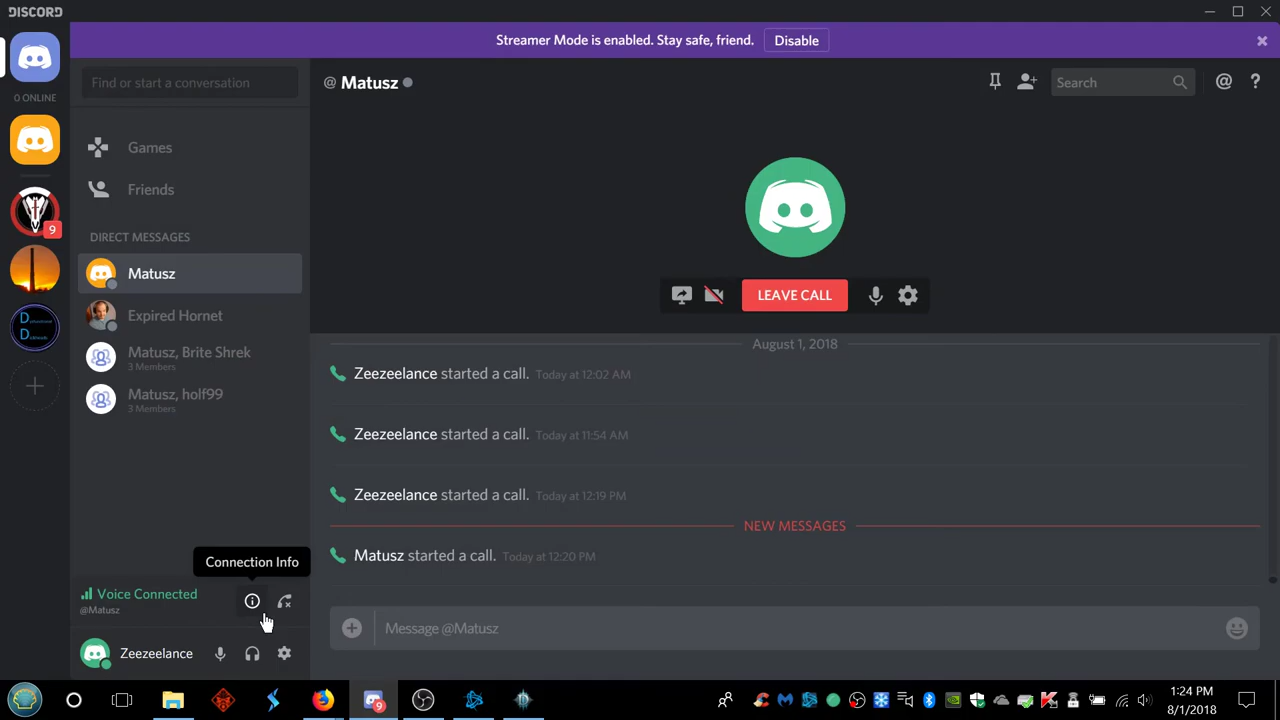 DISCORD
Streamer Mode is enabled. Stay safe, friend.
Disable
0 ONLINE
9
Find or start a conversation
Games
Friends
DIRECT MESSAGES
Matusz
Expired Hornet
Matusz, Brite Shrek
3 Members
Matusz, holf99
3 Members
Connection Info
Voice Connected
@Matusz
Zeezeelance
@ Matusz
Search
@
?
LEAVE CALL
August 1, 2018
Zeezeelance started a call. Today at 12:02 AM
Zeezeelance started a call. Today at 11:54 AM
Zeezeelance started a call. Today at 12:19 PM
NEW MESSAGES
Matusz started a call. Today at 12:20 PM
Message @Matusz
9
1:24 PM
8/1/2018